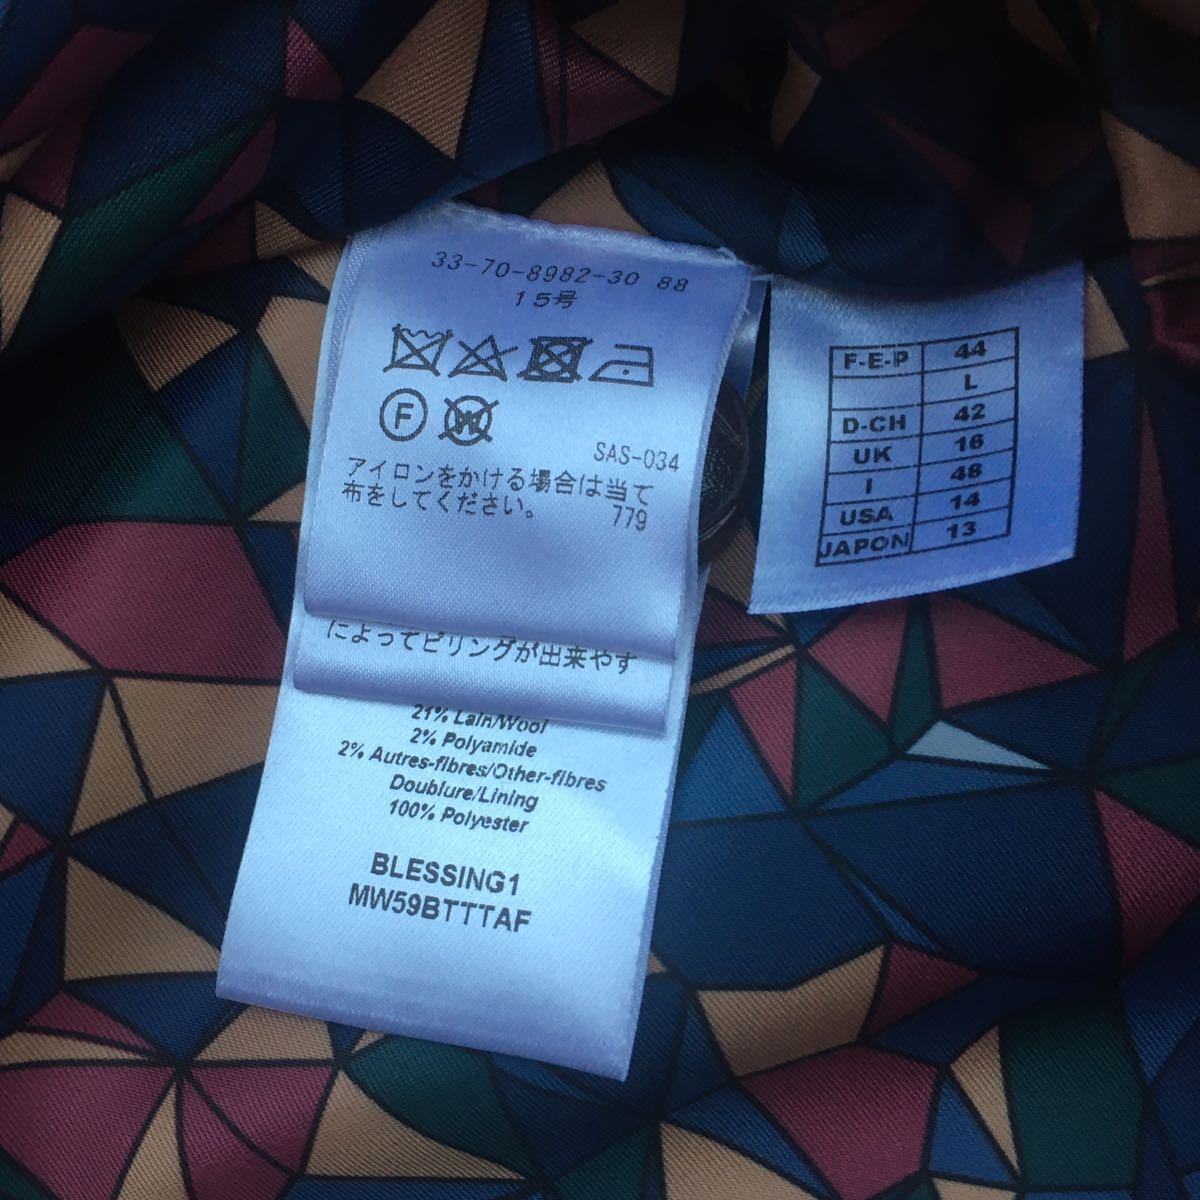 33-70-8982-30 88
15号
F
W
SAS-034
アイロンをかける場合は当て
布をしてください。 779
によってピリングが出来やす
21% Lain/Wool
2% Polyamide
2% Autres-fibres/Other-fibres
Doublure/Lining
100% Polyester
BLESSING1
MW59BTTTAF
F-E-P 44
L
D-CH 42
UK 16
I 48
USA 14
JAPON 13